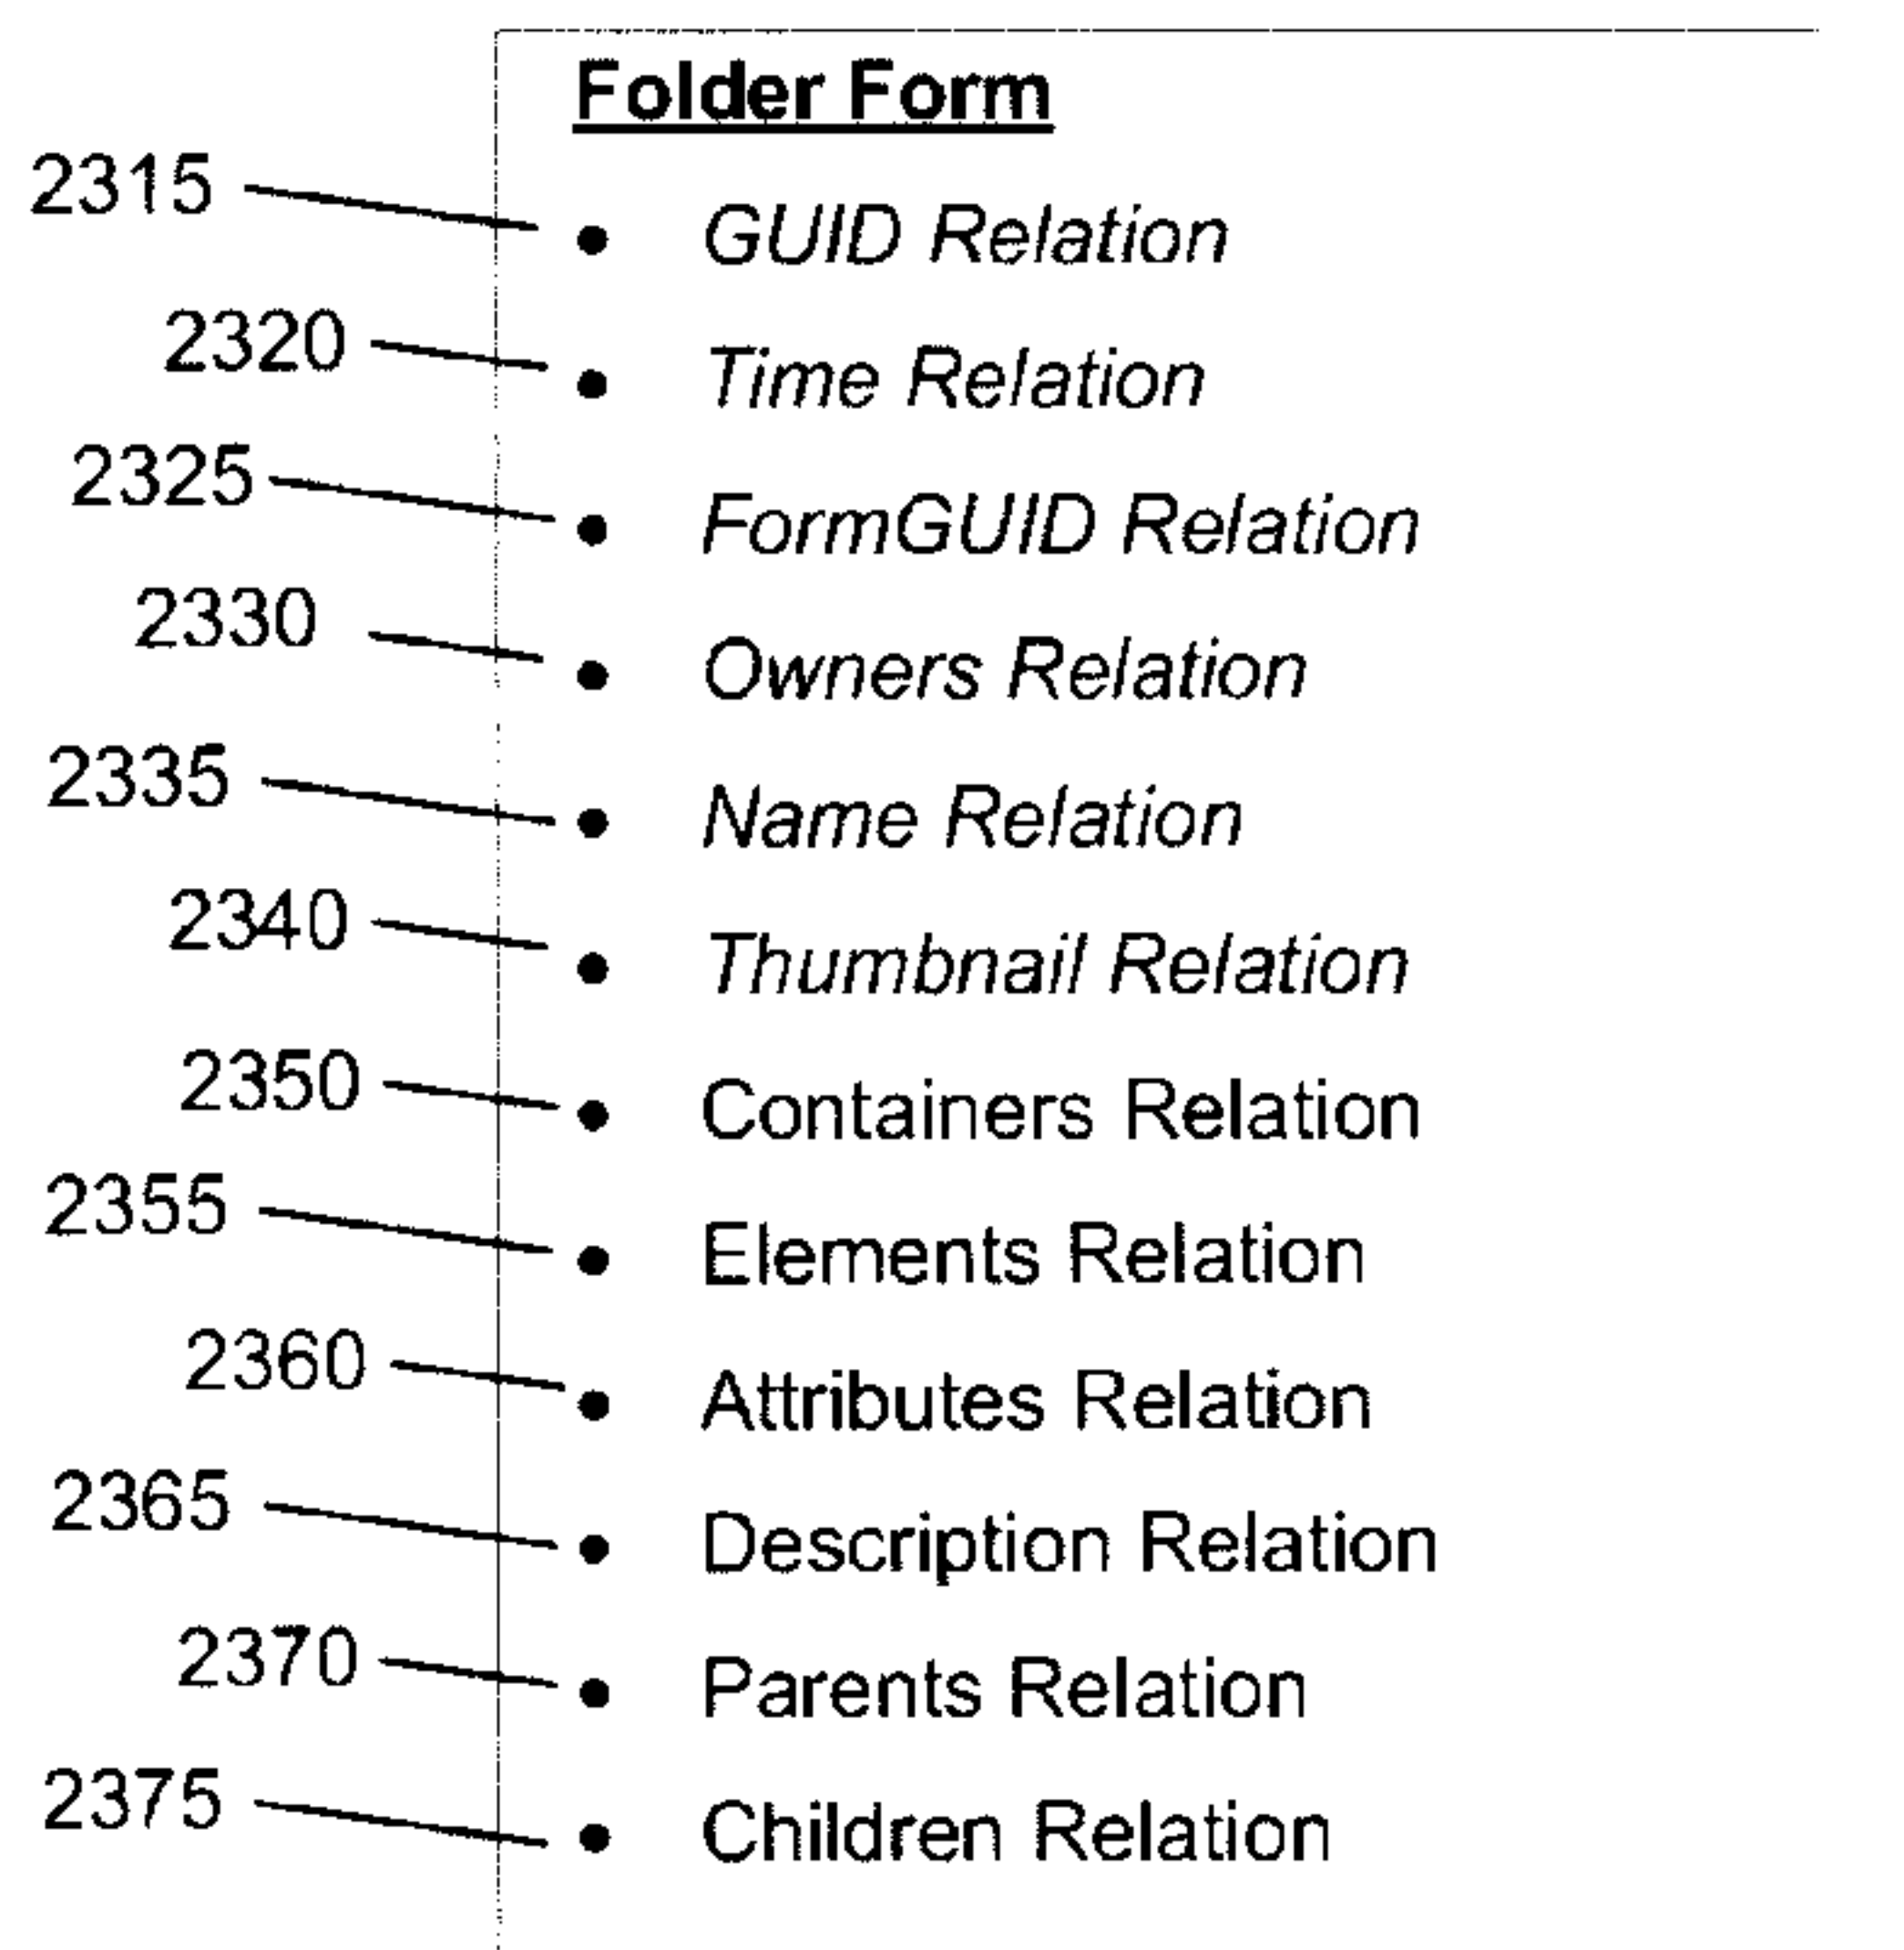 Folder Form
2315 • GUID Relation
2320 • Time Relation
2325 • FormGUID Relation
2330 • Owners Relation
2335 • Name Relation
2340 • Thumbnail Relation
2350 • Containers Relation
2355 • Elements Relation
2360 • Attributes Relation
2365 • Description Relation
2370 • Parents Relation
2375 • Children Relation